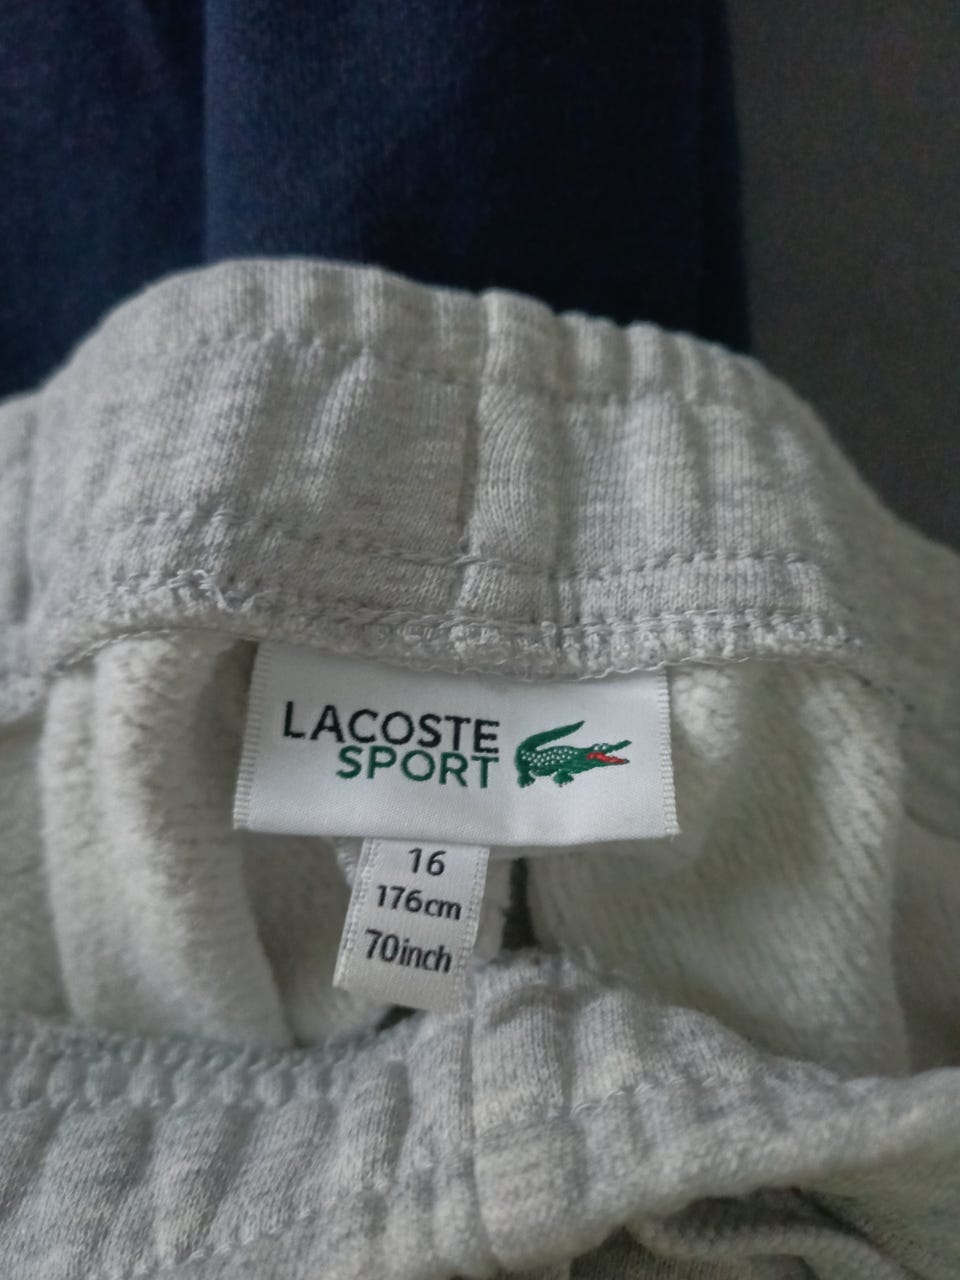 LACOSTE
SPORT
16
176cm
70inch